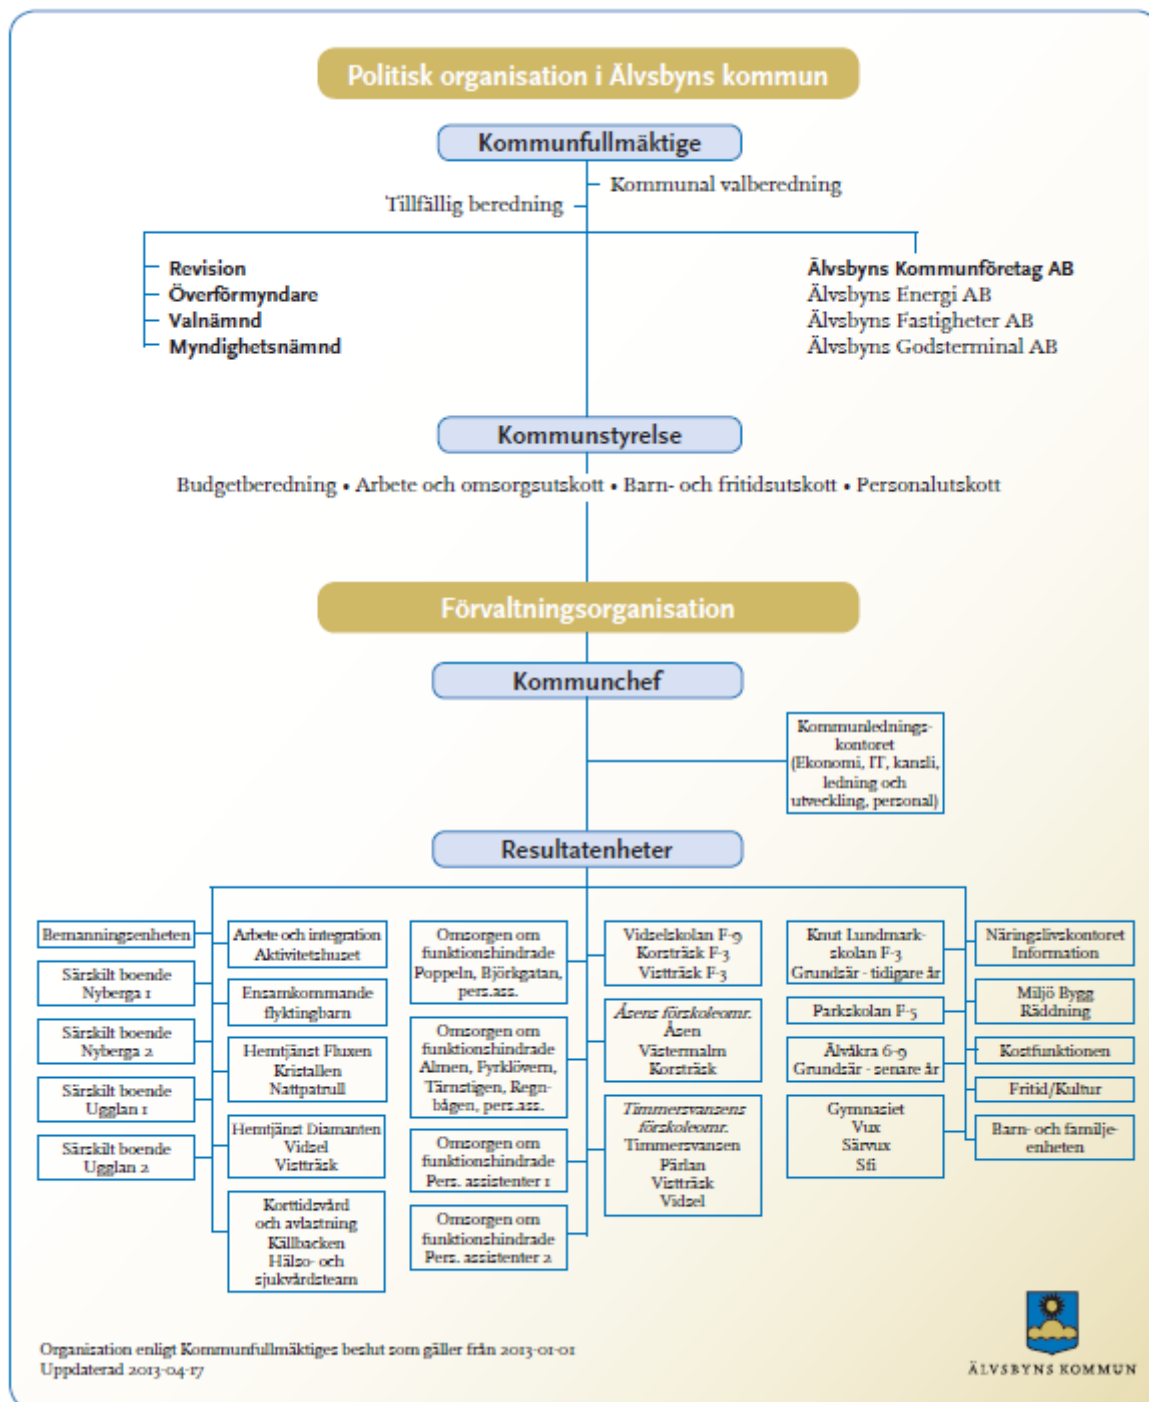 Politisk organisation i Älvsbyns kommun
Kommunfullmäktige
Kommunal valberedning
Tillfällig beredning
Revision
Överförmyndare
Valnämnd
Myndighetsnämnd
Älvsbyns Kommunföretag AB
Älvsbyns Energi AB
Älvsbyns Fastigheter AB
Älvsbyns Godsterminal AB
Kommunstyrelse
Budgetberedning • Arbete och omsorgsutskott • Barn- och fritidsutskott • Personalutskott
Förvaltningsorganisation
Kommunchef
Kommunlednings-
kontoret
(Ekonomi, IT, kansli,
ledning och
utveckling, personal)
Resultatenheter
Bemanningsenheten
Särskilt boende
Nyberga 1
Särskilt boende
Nyberga 2
Särskilt boende
Ugglan 1
Särskilt boende
Ugglan 2
Arbete och integration
Aktivitetshuset
Ensamkommande
flyktingbarn
Hemtjänst Fluxen
Kristallen
Nattpatrull
Hemtjänst Diamanten
Vidsel
Vistträsk
Korttidsvård
och avlastning
Källbacken
Hälso- och
sjukvårdsteam
Omsorgen om
funktionshindrade
Poppeln, Björkgatan,
pers.ass.
Omsorgen om
funktionshindrade
Almen, Fyrklövern,
Tärnstigen, Regn-
bågen, pers.ass.
Omsorgen om
funktionshindrade
Pers. assistenter 1
Omsorgen om
funktionshindrade
Pers. assistenter 2
Vidselskolan F-9
Korsträsk F-3
Vistträsk F-3
Åsens förskoleomr.
Åsen
Västermalm
Korsträsk
Timmersvansens
förskoleomr.
Timmersvansen
Pärlan
Vistträsk
Vidsel
Knut Lundmark-
skolan F-3
Grundsär - tidigare år
Parkskolan F-5
Älvåkra 6-9
Grundsär - senare år
Gymnasiet
Vux
Särvux
Sfi
Näringslivskontoret
Information
Miljö Bygg
Räddning
Kostfunktionen
Fritid/Kultur
Barn- och familje-
enheten
Organisation enligt Kommunfullmäktiges beslut som gäller från 2013-01-01
Uppdaterad 2013-04-17
ÄLVSBYNS KOMMUN